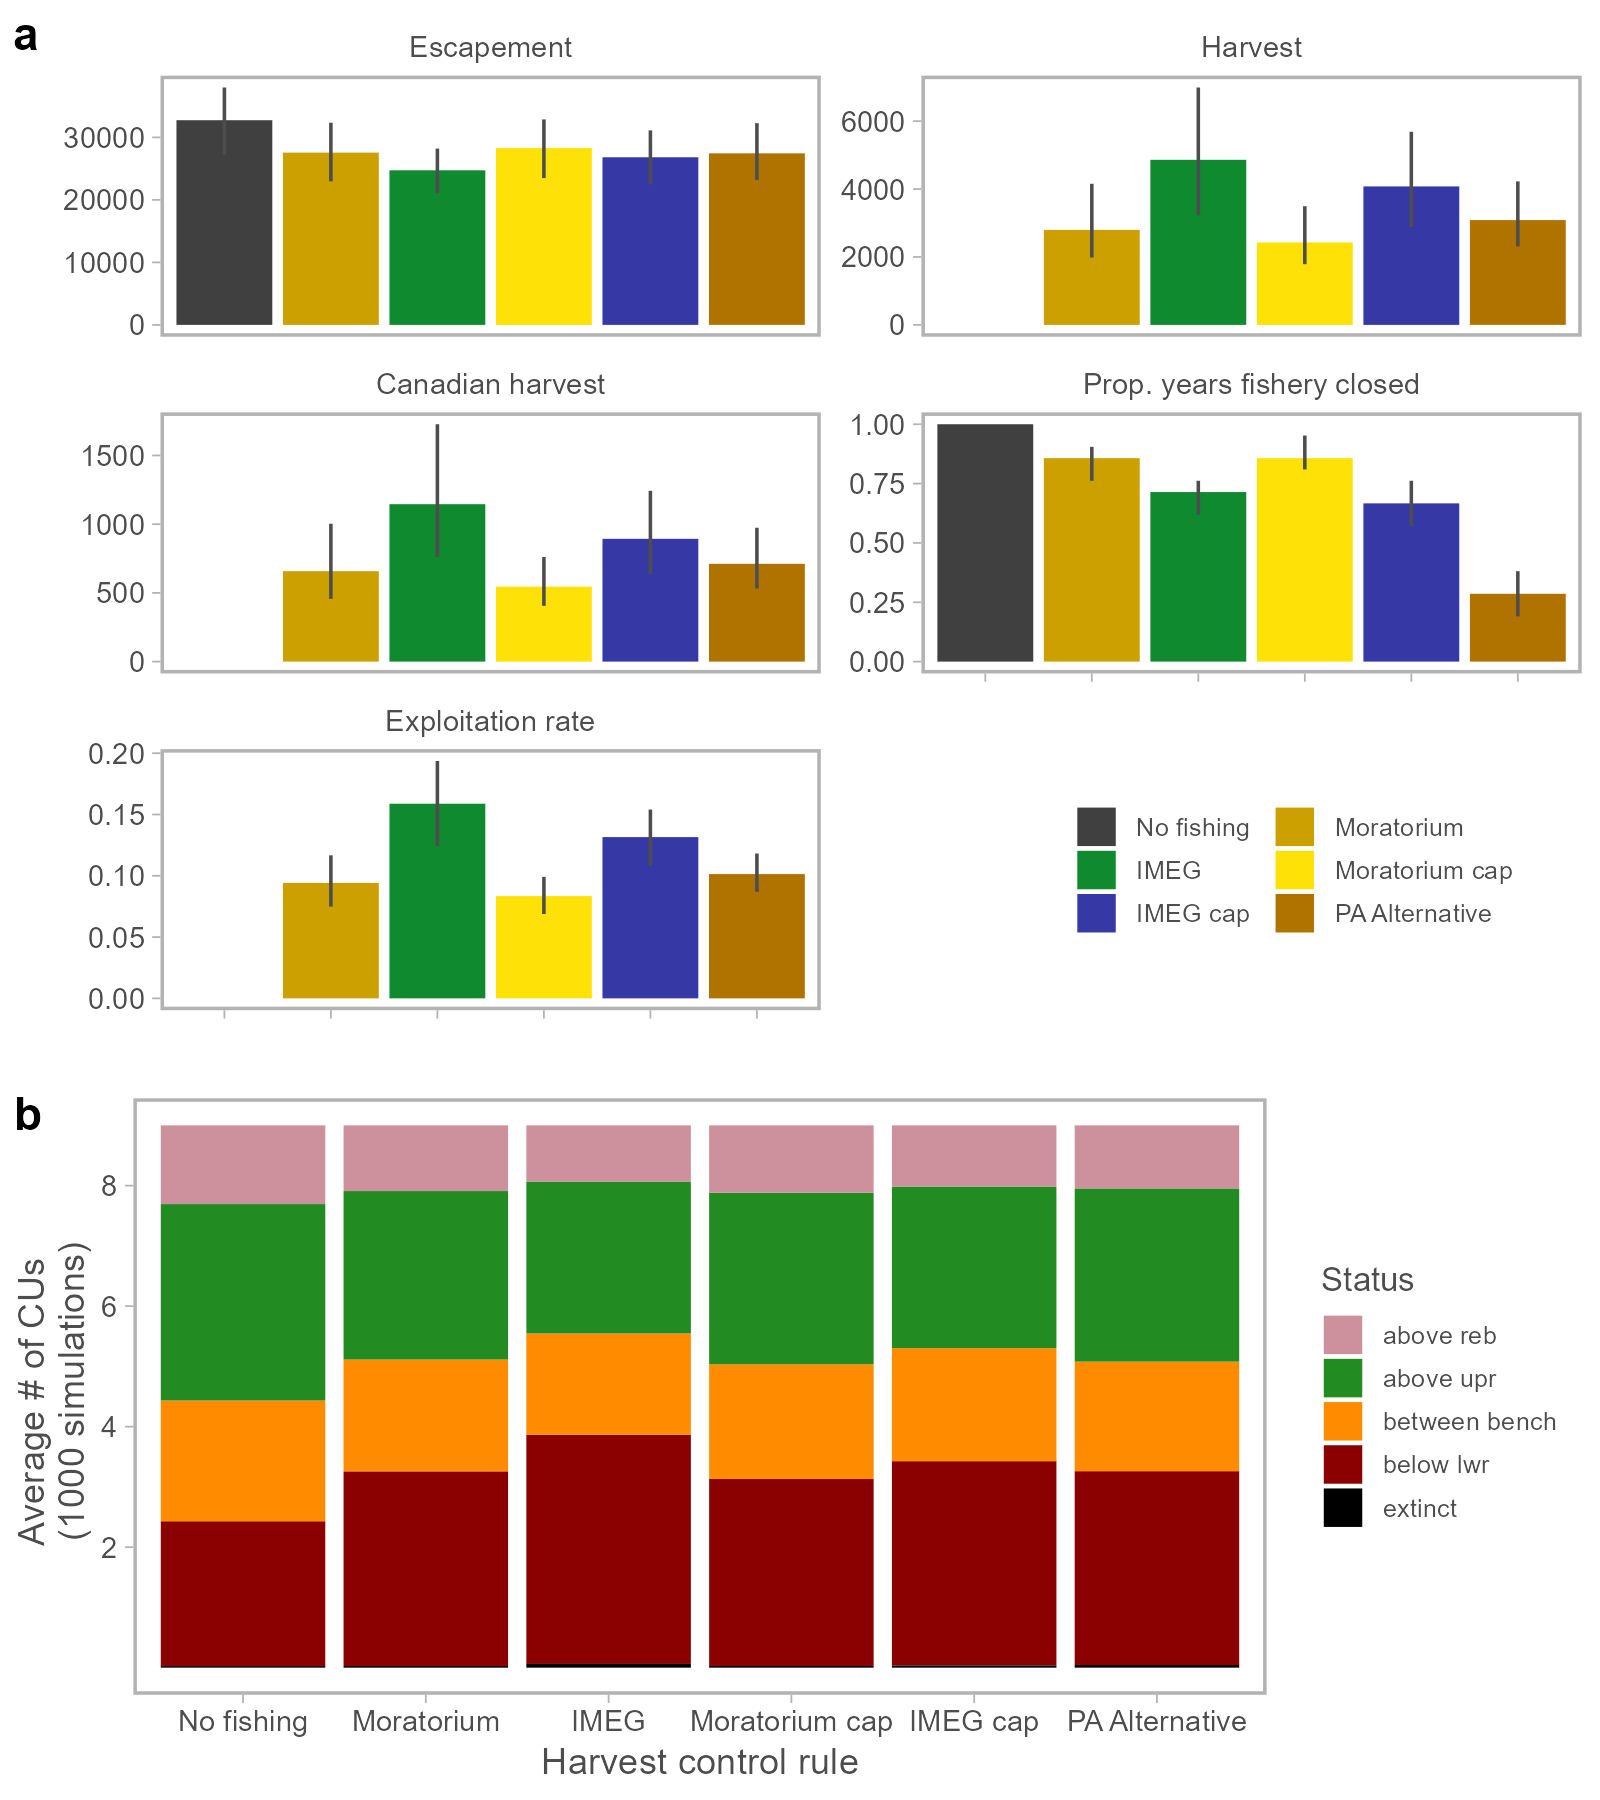 a
Escapement
30000
20000
10000
0
Harvest
6000
4000
2000
0
Canadian harvest
1500
1000
500
0
Prop. years fishery closed
1.00
0.75
0.50
0.25
0.00
Exploitation rate
0.20
0.15
0.10
0.05
0.00
No fishing
Moratorium
IMEG
Moratorium cap
IMEG cap
PA Alternative
b
Average # of CUs
(1000 simulations)
8
6
4
2
No fishing
Moratorium
IMEG
Moratorium cap
IMEG cap
PA Alternative
Harvest control rule
Status
above reb
above upr
between bench
below lwr
extinct